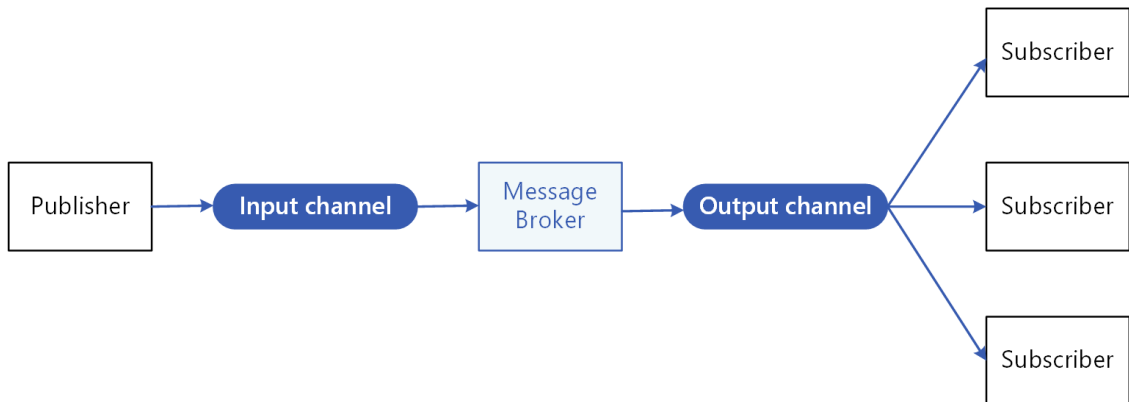 Publisher
Input channel
Message
Broker
Output channel
Subscriber
Subscriber
Subscriber